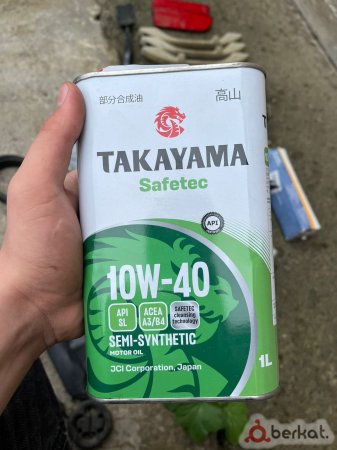 部分合成油
高山
TAKAYAMA
Safetec
API
10W-40
API
SL
ACEA
A3/B4
SAFETEC
cleansing
technology
SEMI-SYNTHETIC
MOTOR OIL
1L
JCI Corporation, Japan
berkat.